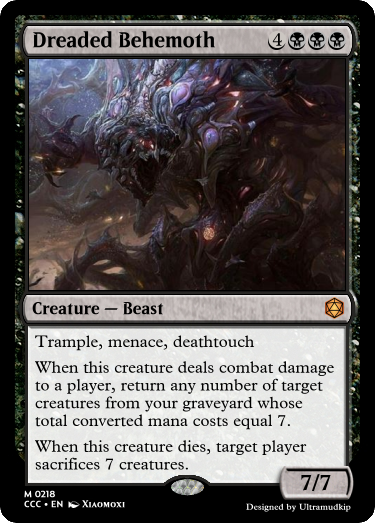 Dreaded Behemoth 4
Creature — Beast
Trample, menace, deathtouch
When this creature deals combat damage
to a player, return any number of target
creatures from your graveyard whose
total converted mana costs equal 7.
When this creature dies, target player
sacrifices 7 creatures.
7/7
M 0218
CCC • EN XIAOMOXI
Designed by Ultramudkip